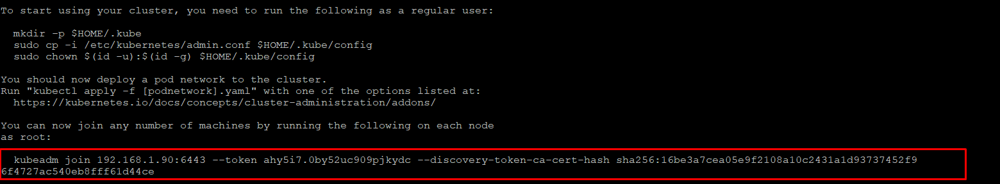 To start using your cluster, you need to run the following as a regular user:
mkdir -p $HOME/.kube
sudo cp -i /etc/kubernetes/admin.conf $HOME/.kube/config
sudo chown $(id -u):$(id -g) $HOME/.kube/config
You should now deploy a pod network to the cluster.
Run "kubectl apply -f [podnetwork].yaml" with one of the options listed at:
https://kubernetes.io/docs/concepts/cluster-administration/addons/
You can now join any number of machines by running the following on each node
as root:
kubeadm join 192.168.1.90:6443 --token ahy5i7.0by52uc909pjkydc --discovery-token-ca-cert-hash sha256:16be3a7cea05e9f2108a10c2431a1d93737452f9
6f4727ac540eb8fff61d44ce